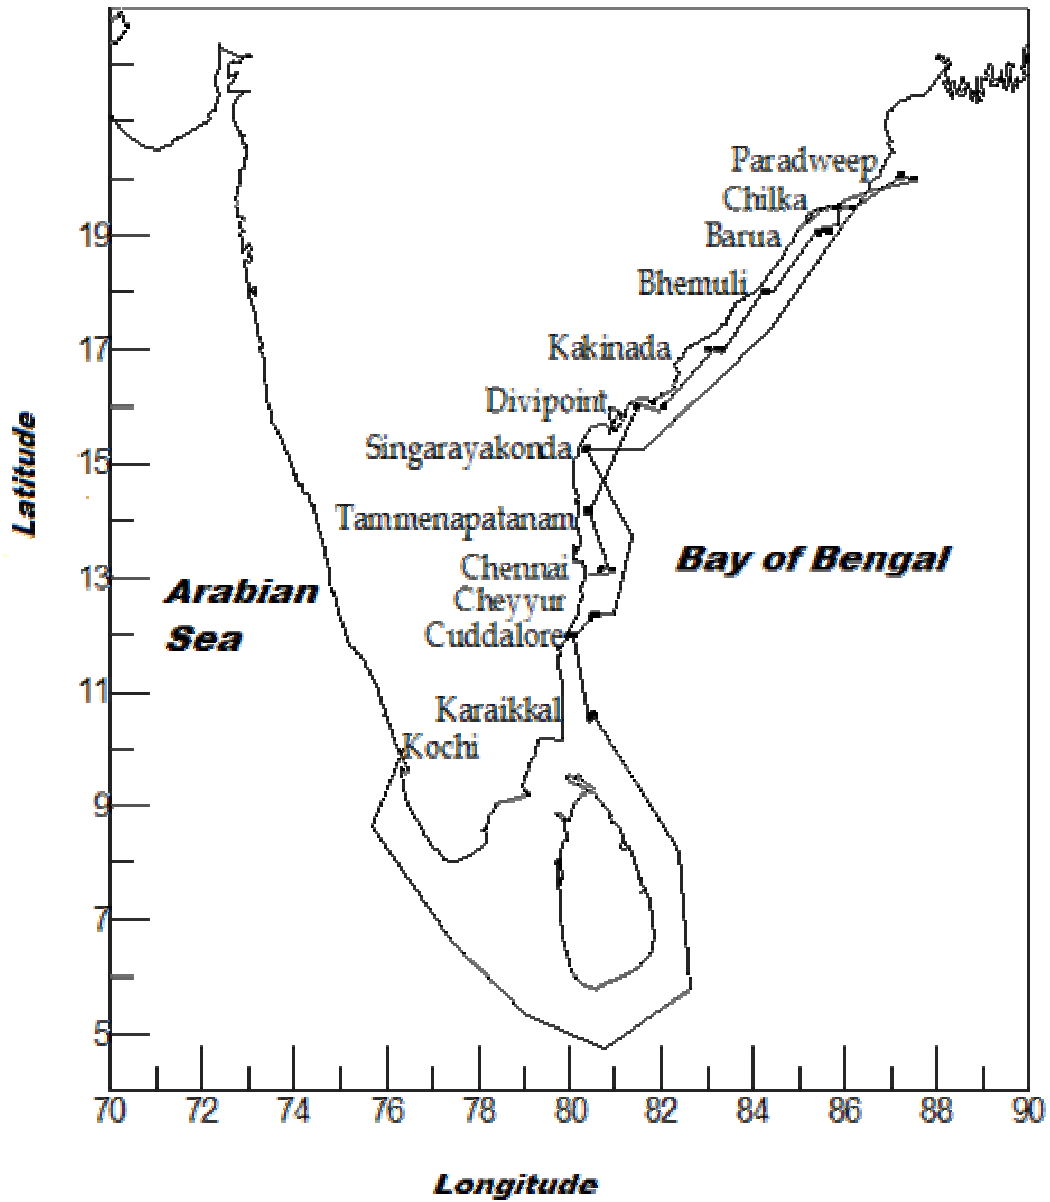 Paradweep
Chilka
19
Barua
Bhemuli
17
Kakinada
Divipoint
Singarayakonda
15
Latitude
Tammenapatanam
Bay of Bengal
Chennai
13
Arabian
Sea
Cheyyur
Cuddalore
11
Karaikkal
Kochi
9
7
5
70 72 74 76 78 80 82 84 86 88 90
Longitude